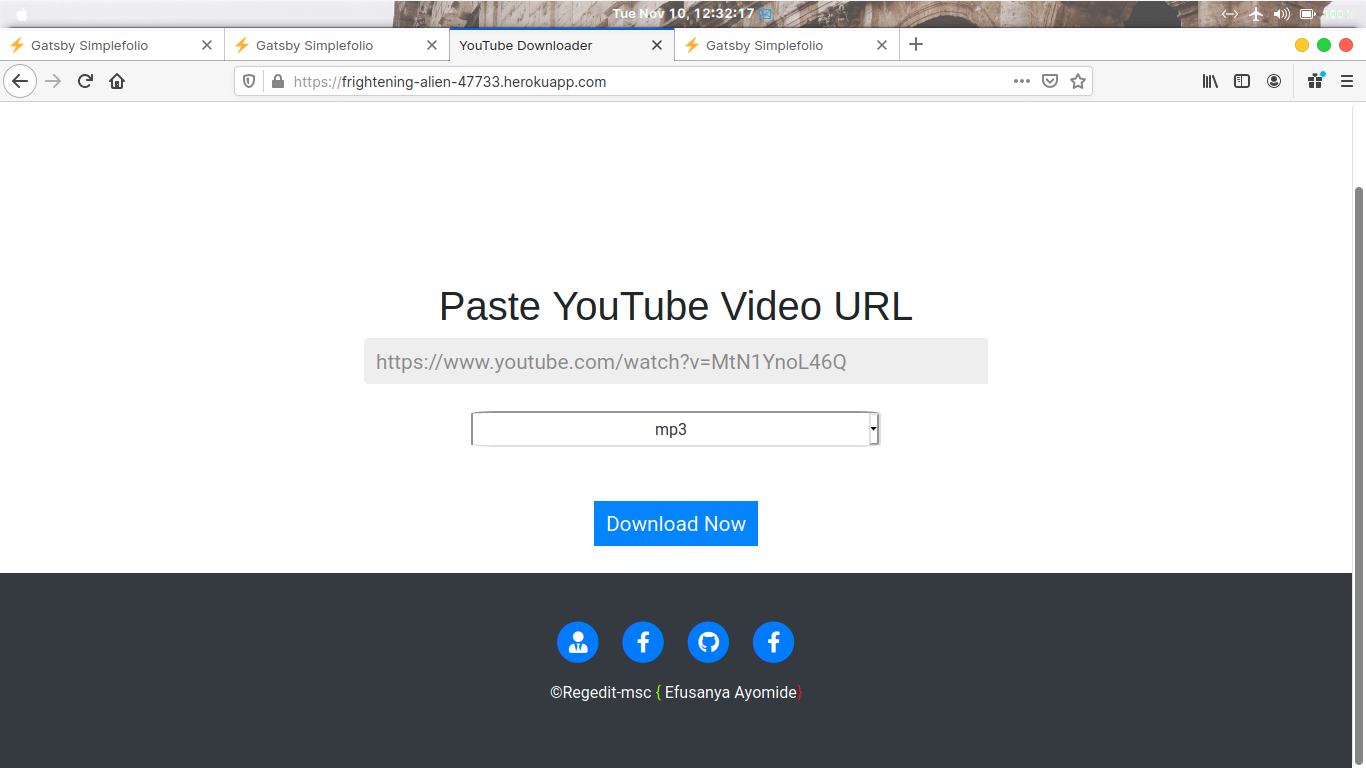 Tue Nov 10, 12:32:17
Gatsby Simplefolio
Gatsby Simplefolio
YouTube Downloader
Gatsby Simplefolio
https://frightening-alien-47733.herokuapp.com
Paste YouTube Video URL
https://www.youtube.com/watch?v=MtN1YnoL46Q
mp3
Download Now
©Regedit-msc { Efusanya Ayomide}